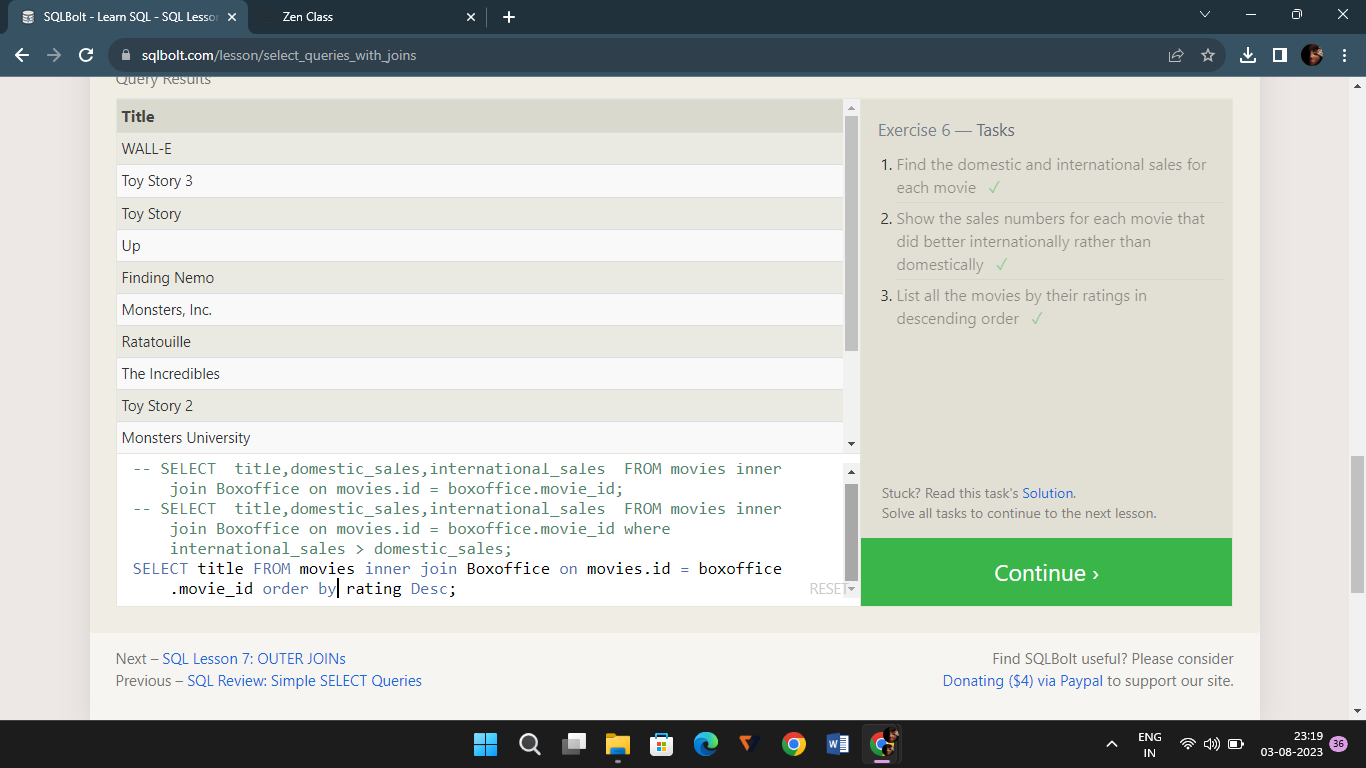 SQLBolt - Learn SQL - SQL Lesson
Zen Class
sqlbolt.com/lesson/select_queries_with_joins
Query Results
Title
WALL-E
Toy Story 3
Toy Story
Up
Finding Nemo
Monsters, Inc.
Ratatouille
The Incredibles
Toy Story 2
Monsters University
-- SELECT  title,domestic_sales,international_sales  FROM movies inner
join Boxoffice on movies.id = boxoffice.movie_id;
-- SELECT  title,domestic_sales,international_sales  FROM movies inner
join Boxoffice on movies.id = boxoffice.movie_id where
international_sales > domestic_sales;
SELECT title FROM movies inner join Boxoffice on movies.id = boxoffice
.movie_id order by rating Desc;
RESET
Exercise 6 — Tasks
1. Find the domestic and international sales for
each movie ✓
2. Show the sales numbers for each movie that
did better internationally rather than
domestically ✓
3. List all the movies by their ratings in
descending order ✓
Stuck? Read this task's Solution.
Solve all tasks to continue to the next lesson.
Continue ›
Next – SQL Lesson 7: OUTER JOINs
Previous – SQL Review: Simple SELECT Queries
Find SQLBolt useful? Please consider
Donating ($4) via Paypal to support our site.
ENG
IN
23:19
03-08-2023
36